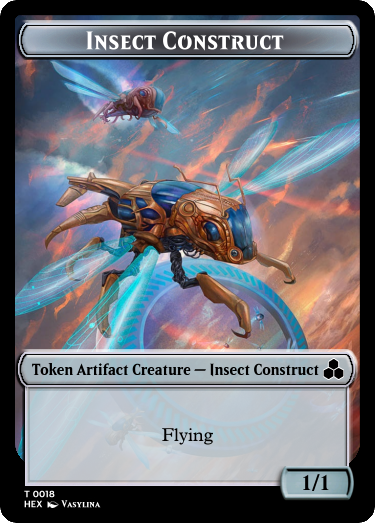 Insect Construct
Token Artifact Creature — Insect Construct
Flying
1/1
T 0018
HEX Vasylina